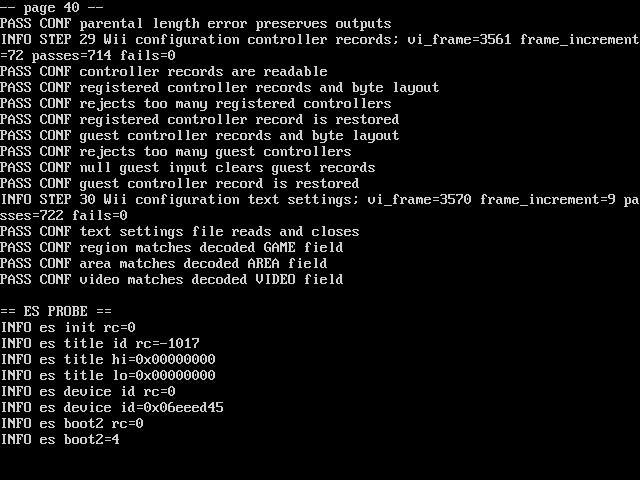 -- page 40 --
PASS CONF parental length error preserves outputs
INFO STEP 29 Wii configuration controller records; vi_frame=3561 frame_increment
=72 passes=714 fails=0
PASS CONF controller records are readable
PASS CONF registered controller records and byte layout
PASS CONF rejects too many registered controllers
PASS CONF registered controller record is restored
PASS CONF guest controller records and byte layout
PASS CONF rejects too many guest controllers
PASS CONF null guest input clears guest records
PASS CONF guest controller record is restored
INFO STEP 30 Wii configuration text settings; vi_frame=3570 frame_increment=9 pa
sses=722 fails=0
PASS CONF text settings file reads and closes
PASS CONF region matches decoded GAME field
PASS CONF area matches decoded AREA field
PASS CONF video matches decoded VIDEO field

== ES PROBE ==
INFO es init rc=0
INFO es title id rc=-1017
INFO es title hi=0x00000000
INFO es title lo=0x00000000
INFO es device id rc=0
INFO es device id=0x06eeed45
INFO es boot2 rc=0
INFO es boot2=4